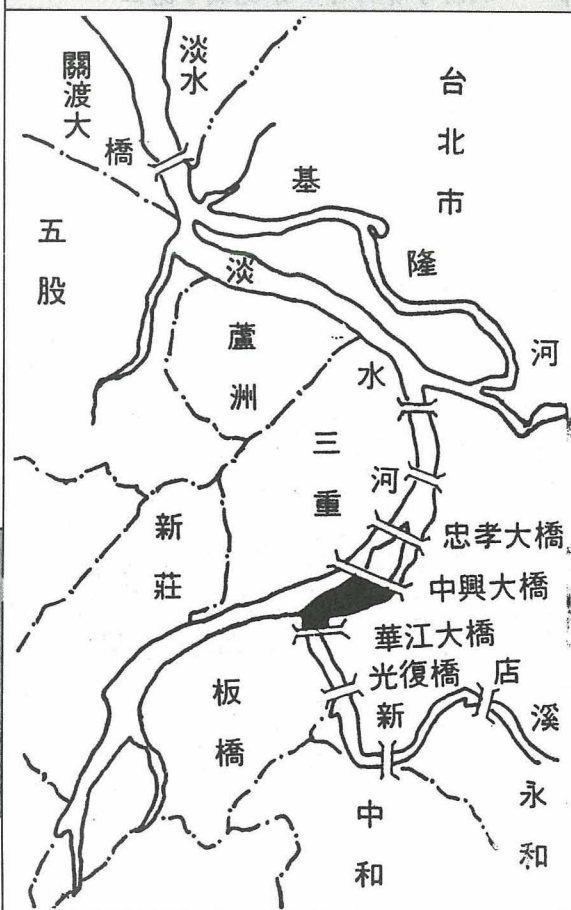 關渡大橋
淡水
台北市
基隆河
五股
淡水河
蘆洲
三重
忠孝大橋
新莊
中興大橋
華江大橋
光復橋
板橋
新店溪
中和
永和